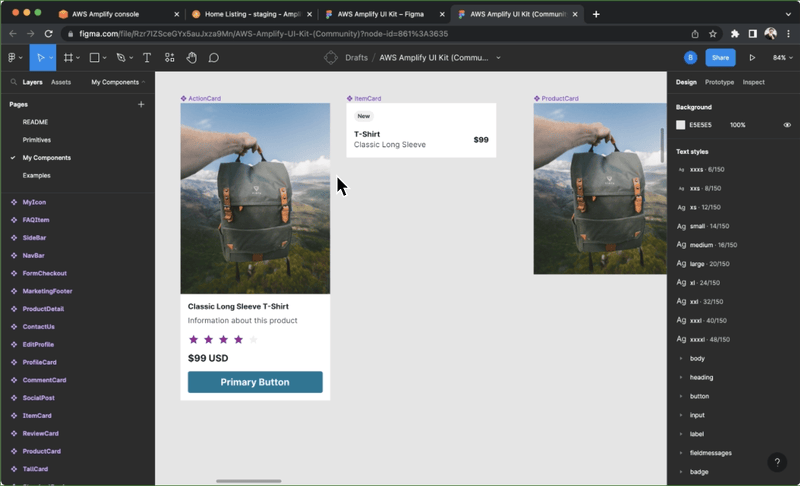 AWS Amplify console
Home Listing - staging - Ampl
AWS Amplify UI Kit – Figma
AWS Amplify UI Kit (Communit
figma.com/file/Rzr7IZSceGYx5auJxza9Mn/AWS-Amplify-UI-Kit-(Community)?node-id=861%3A3635
Drafts / AWS Amplify UI Kit (Commu...
B
Share
84%
Layers Assets My Components
Design Prototype Inspect
Pages
README
Primitives
My Components
Examples
MyIcon
FAQItem
SideBar
NavBar
FormCheckout
MarketingFooter
ProductDetail
ContactUs
EditProfile
ProfileCard
CommentCard
SocialPost
ItemCard
ReviewCard
ProductCard
TallCard
ActionCard
Classic Long Sleeve T-Shirt
Information about this product
$99 USD
Primary Button
ItemCard
New
T-Shirt
Classic Long Sleeve
$99
ProductCard
Background
E5E5E5 100%
Text styles
Ag xxxs · 6/150
Ag xxs · 8/150
Ag xs · 12/150
Ag small · 14/150
Ag medium · 16/150
Ag large · 20/150
Ag xl · 24/150
Ag xxl · 32/150
Ag xxxl · 40/150
Ag xxxxl · 48/150
body
heading
button
input
label
fieldmessages
badge
?